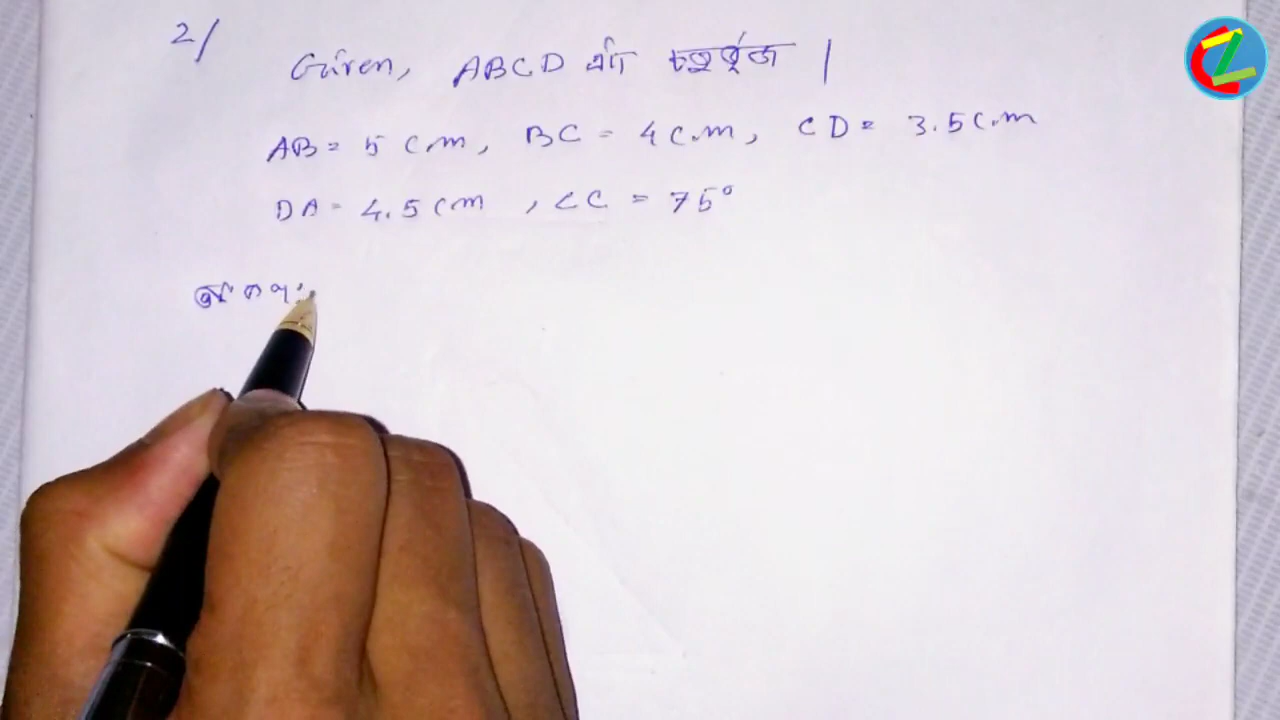 2/
Given, ABCD এটা চতুৰ্ভূজ |
AB = 5 cm, BC = 4 cm, CD = 3.5 cm
DA = 4.5 cm, ∠C = 75°